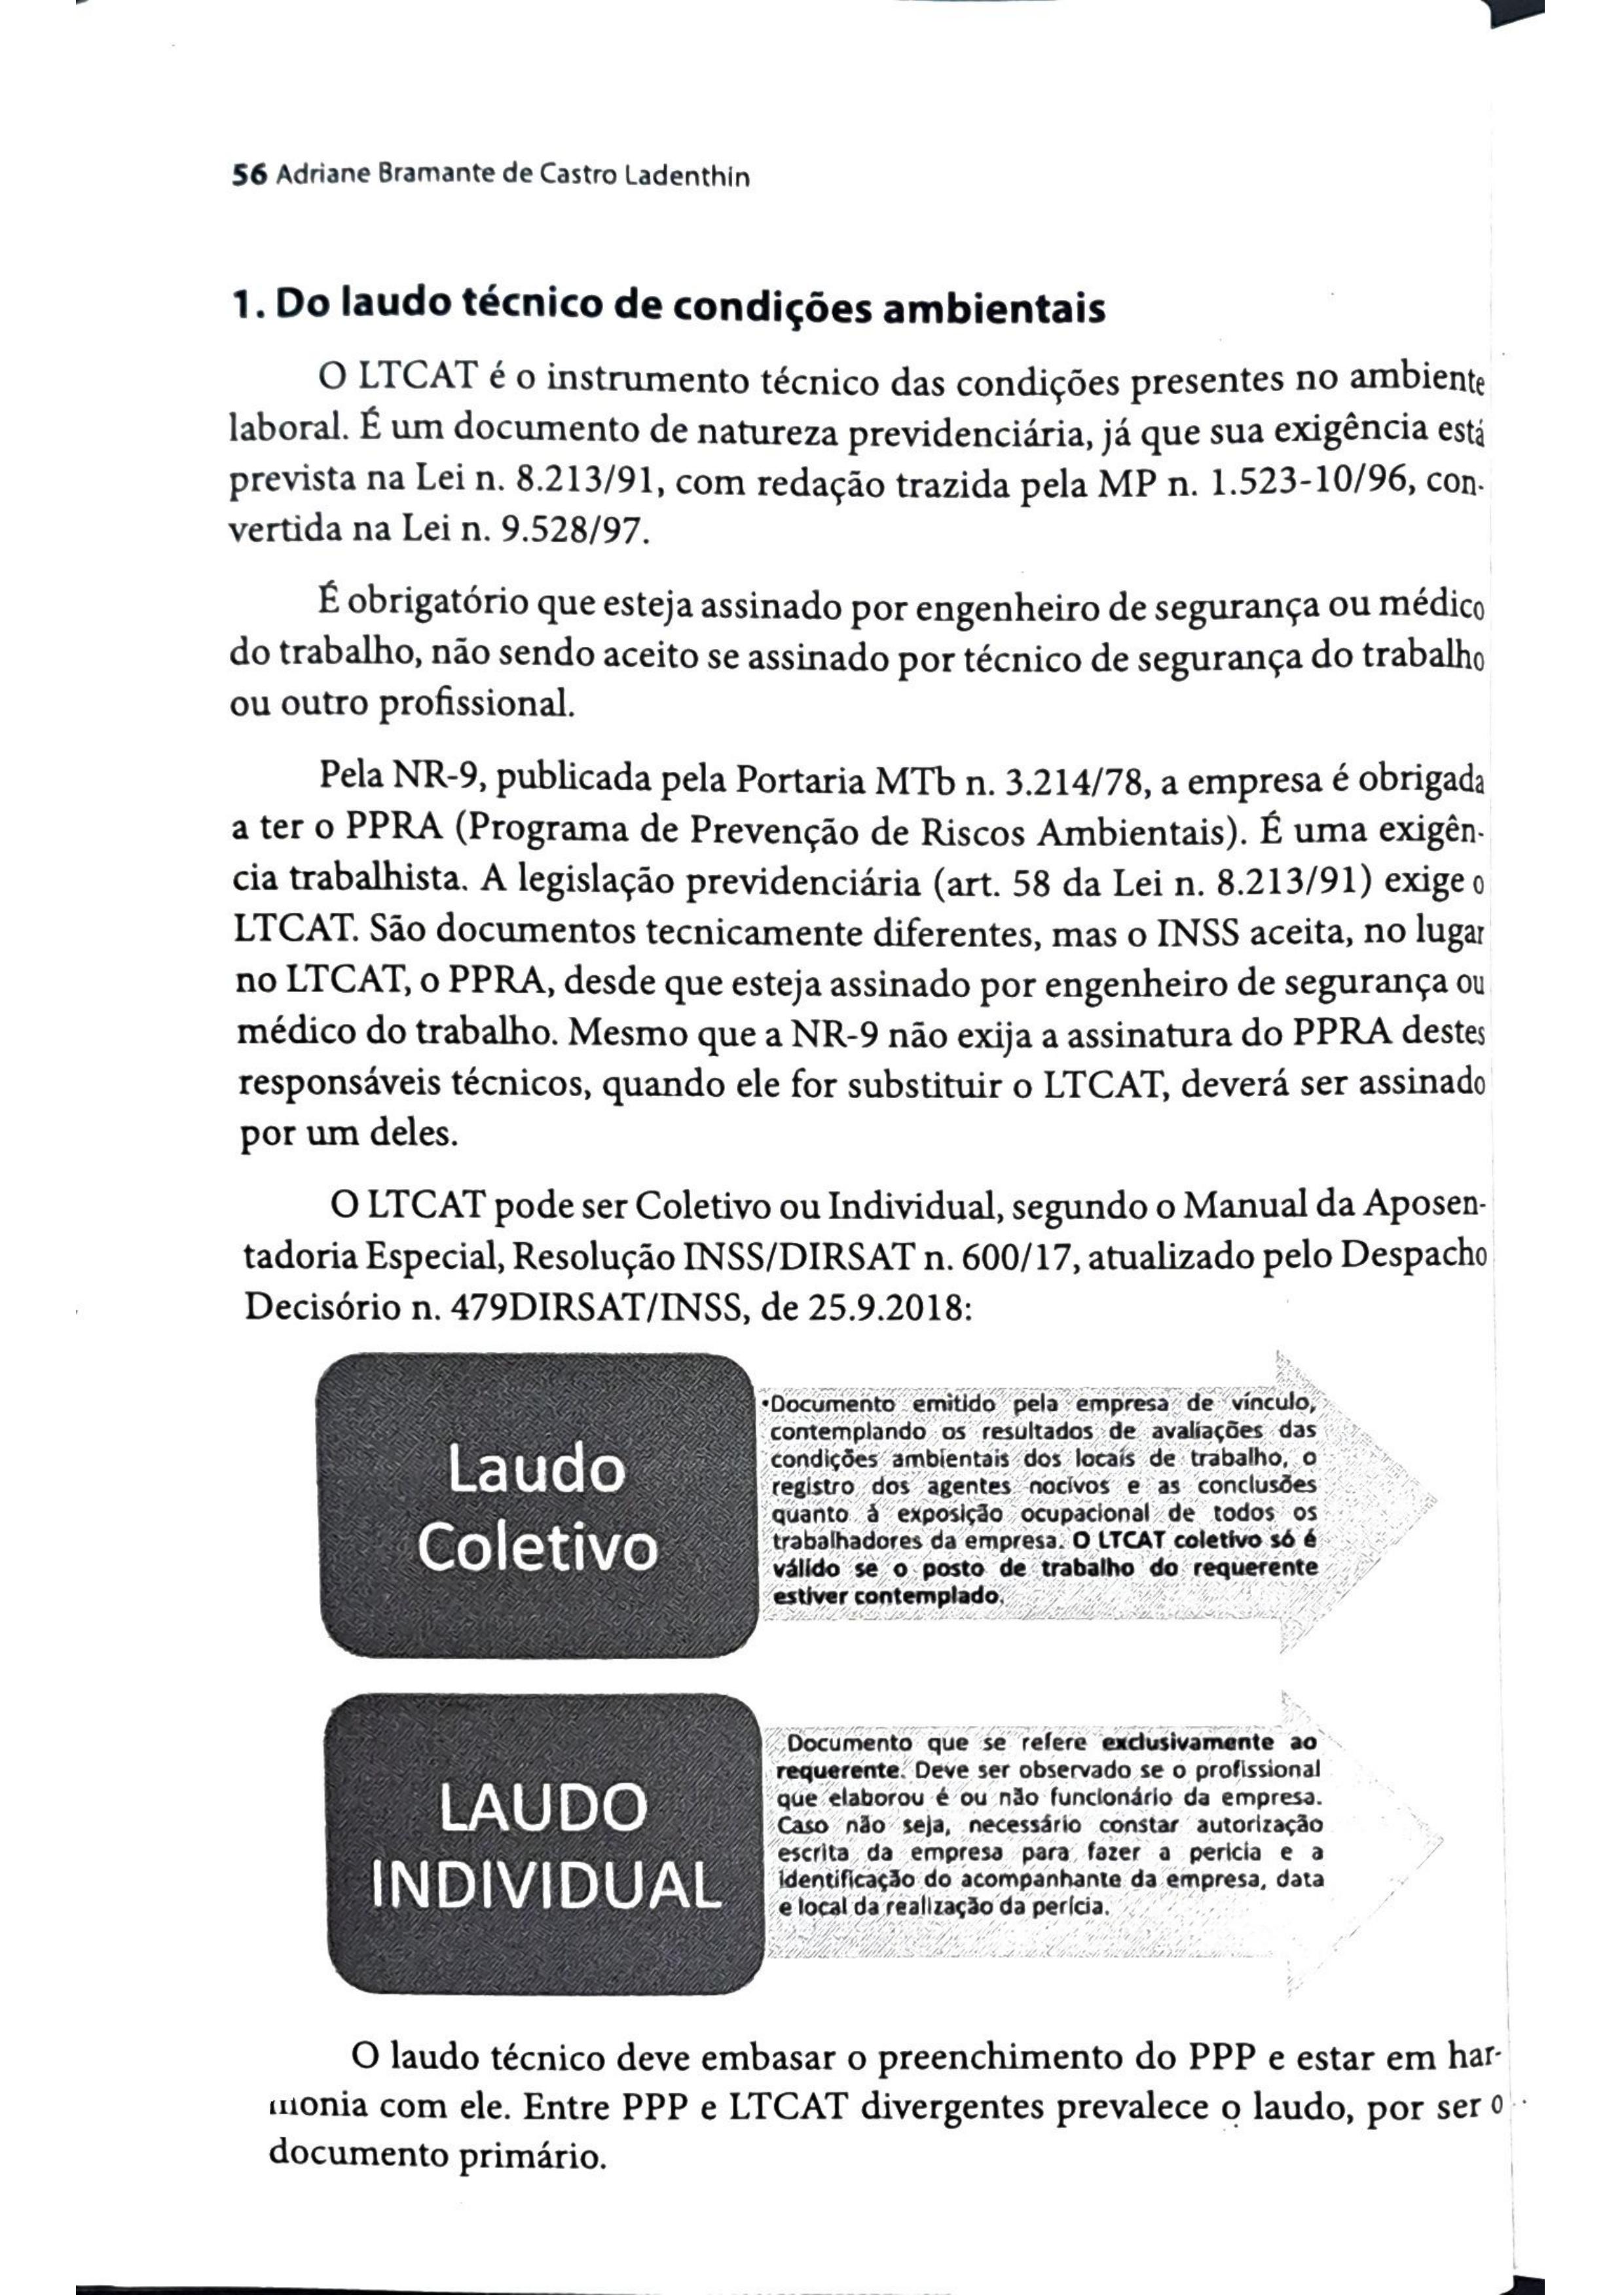 56 Adriane Bramante de Castro Ladenthin
1. Do laudo técnico de condições ambientais
O LTCAT é o instrumento técnico das condições presentes no ambiente
laboral. É um documento de natureza previdenciária, já que sua exigência está
prevista na Lei n. 8.213/91, com redação trazida pela MP n. 1.523-10/96, con-
vertida na Lei n. 9.528/97.
É obrigatório que esteja assinado por engenheiro de segurança ou médico
do trabalho, não sendo aceito se assinado por técnico de segurança do trabalho
ou outro profissional.
Pela NR-9, publicada pela Portaria MTb n. 3.214/78, a empresa é obrigada
a ter o PPRA (Programa de Prevenção de Riscos Ambientais). É uma exigên-
cia trabalhista. A legislação previdenciária (art. 58 da Lei n. 8.213/91) exige o
LTCAT. São documentos tecnicamente diferentes, mas o INSS aceita, no lugar
no LTCAT, o PPRA, desde que esteja assinado por engenheiro de segurança ou
médico do trabalho. Mesmo que a NR-9 não exija a assinatura do PPRA destes
responsáveis técnicos, quando ele for substituir o LTCAT, deverá ser assinado
por um deles.
O LTCAT pode ser Coletivo ou Individual, segundo o Manual da Aposen-
tadoria Especial, Resolução INSS/DIRSAT n. 600/17, atualizado pelo Despacho
Decisório n. 479DIRSAT/INSS, de 25.9.2018:
Laudo
Coletivo
•Documento emitido pela empresa de vínculo,
contemplando os resultados de avaliações das
condições ambientais dos locais de trabalho, o
registro dos agentes nocivos e as conclusões
quanto à exposição ocupacional de todos os
trabalhadores da empresa. O LTCAT coletivo só é
válido se o posto de trabalho do requerente
estiver contemplado.
LAUDO
INDIVIDUAL
Documento que se refere exclusivamente ao
requerente. Deve ser observado se o profissional
que elaborou é ou não funcionário da empresa.
Caso não seja, necessário constar autorização
escrita da empresa para fazer a perícia e a
identificação do acompanhante da empresa, data
e local da realização da perícia.
O laudo técnico deve embasar o preenchimento do PPP e estar em har-
monia com ele. Entre PPP e LTCAT divergentes prevalece o laudo, por ser o
documento primário.